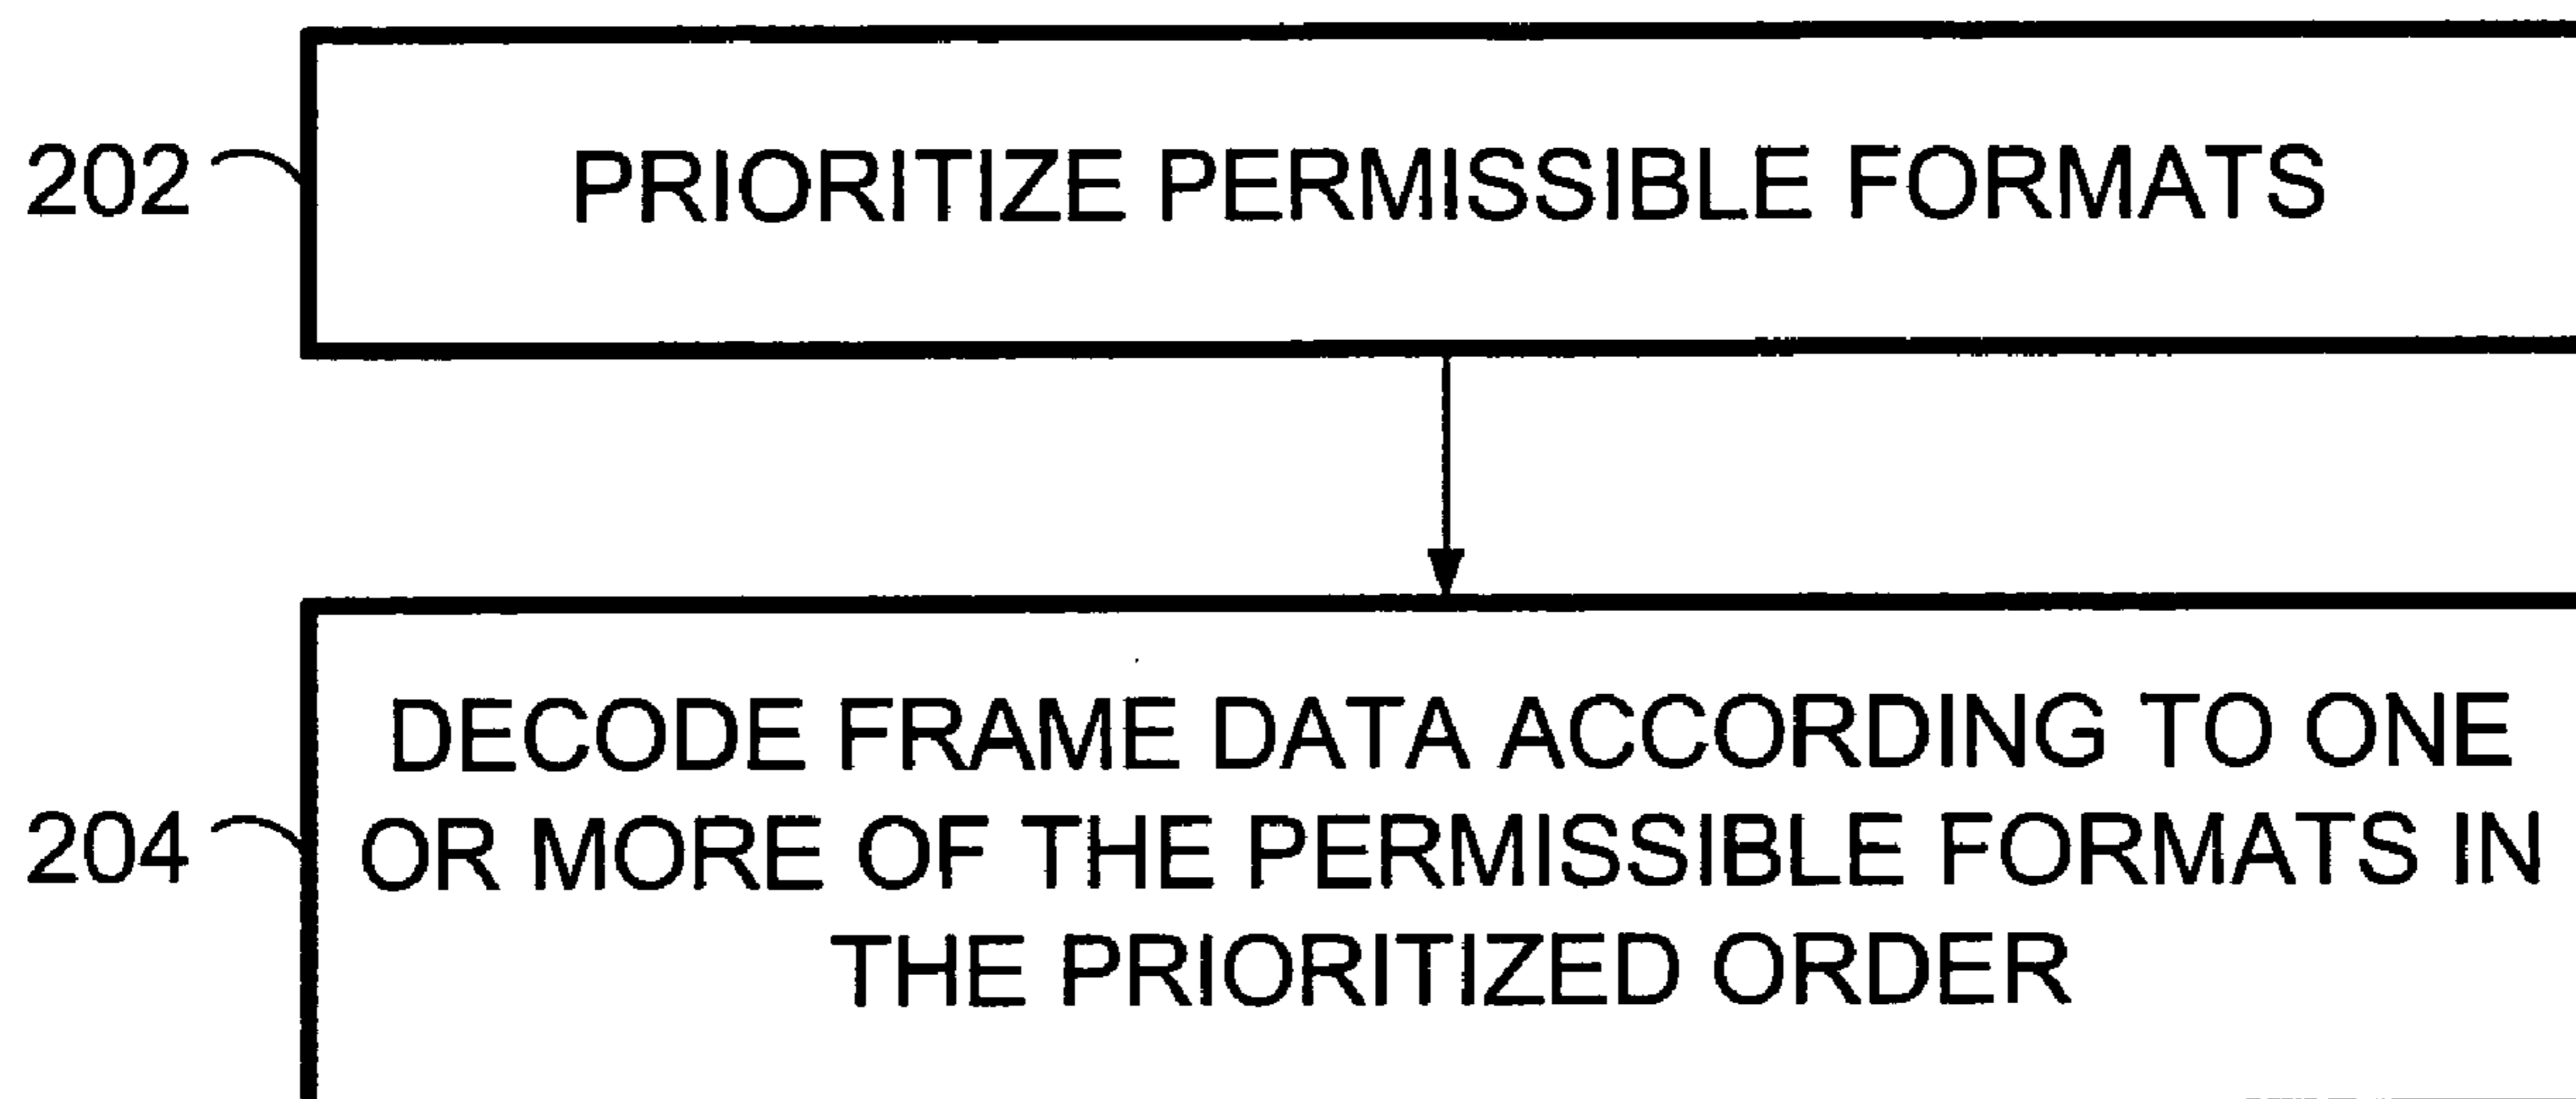 202
PRIORITIZE PERMISSIBLE FORMATS
DECODE FRAME DATA ACCORDING TO ONE
204
OR MORE OF THE PERMISSIBLE FORMATS IN
THE PRIORITIZED ORDER